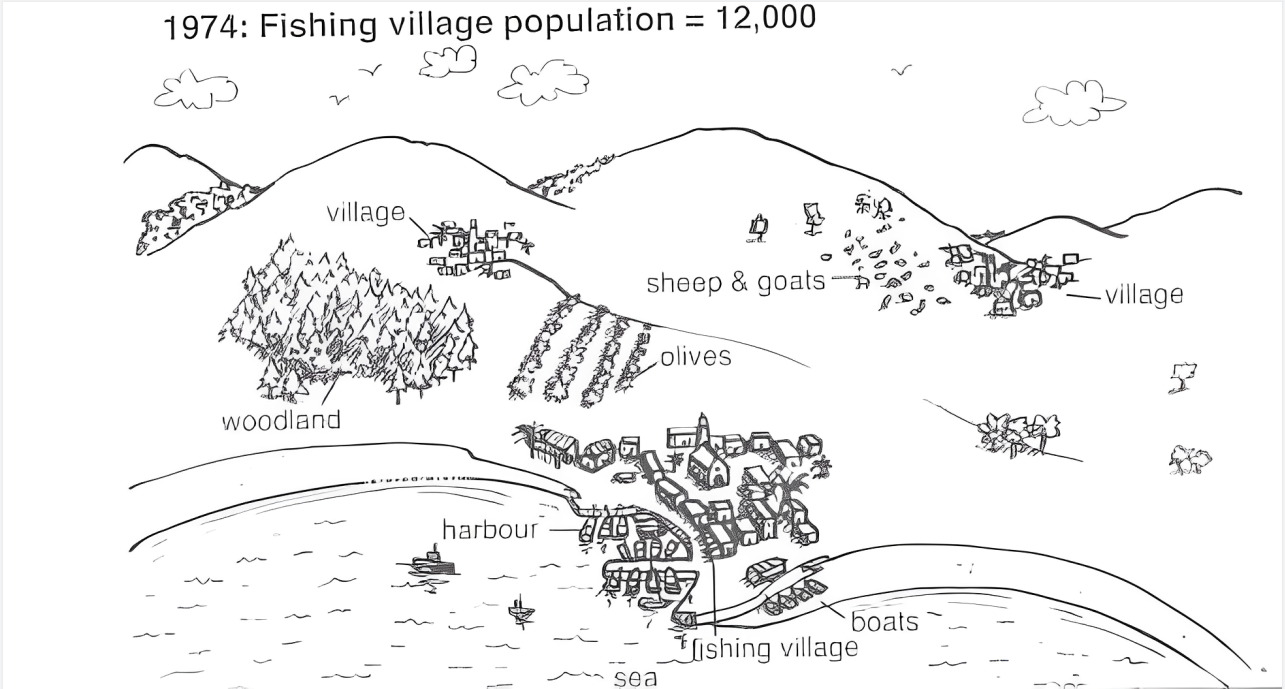 1974: Fishing village population = 12,000
village
sheep & goats
village
olives
woodland
harbour
boats
fishing village
sea